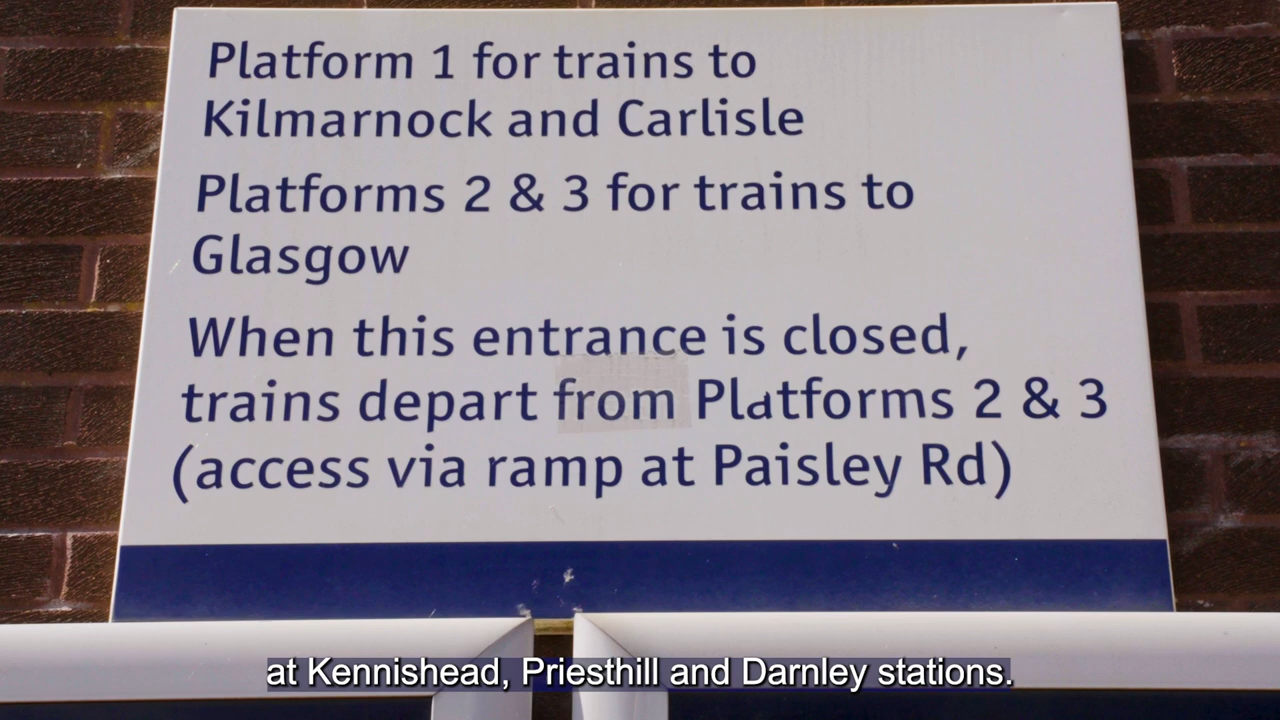 Platform 1 for trains to
Kilmarnock and Carlisle
Platforms 2 & 3 for trains to
Glasgow
When this entrance is closed,
trains depart from Platforms 2 & 3
(access via ramp at Paisley Rd)
at Kennishead, Priesthill and Darnley stations.